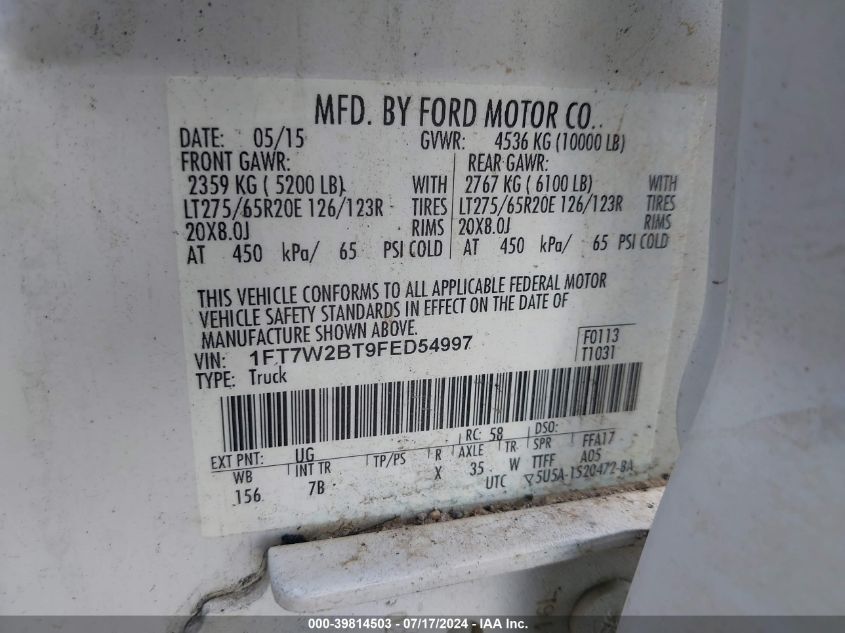 MFD. BY FORD MOTOR CO.
DATE: 05/15 GVWR: 4536 KG (10000 LB)
FRONT GAWR: REAR GAWR:
2359 KG ( 5200 LB) WITH 2767 KG ( 6100 LB) WITH
LT275/65R20E 126/123R TIRES LT275/65R20E 126/123R TIRES
20X8.0J RIMS 20X8.0J RIMS
AT 450 kPa/ 65 PSI COLD AT 450 kPa/ 65 PSI COLD
THIS VEHICLE CONFORMS TO ALL APPLICABLE FEDERAL MOTOR
VEHICLE SAFETY STANDARDS IN EFFECT ON THE DATE OF
MANUFACTURE SHOWN ABOVE.
VIN: 1FT7W2BT9FED54997 F0113
TYPE: Truck T1031
EXT PNT: UG RC: 58 DSO:
WB INT TR TP/PS R AXLE TR SPR FFA17
156 7B X 35 W TTFF A05
UTC 5U5A-1520472-BA
000-39814503 - 07/17/2024 - IAA Inc.